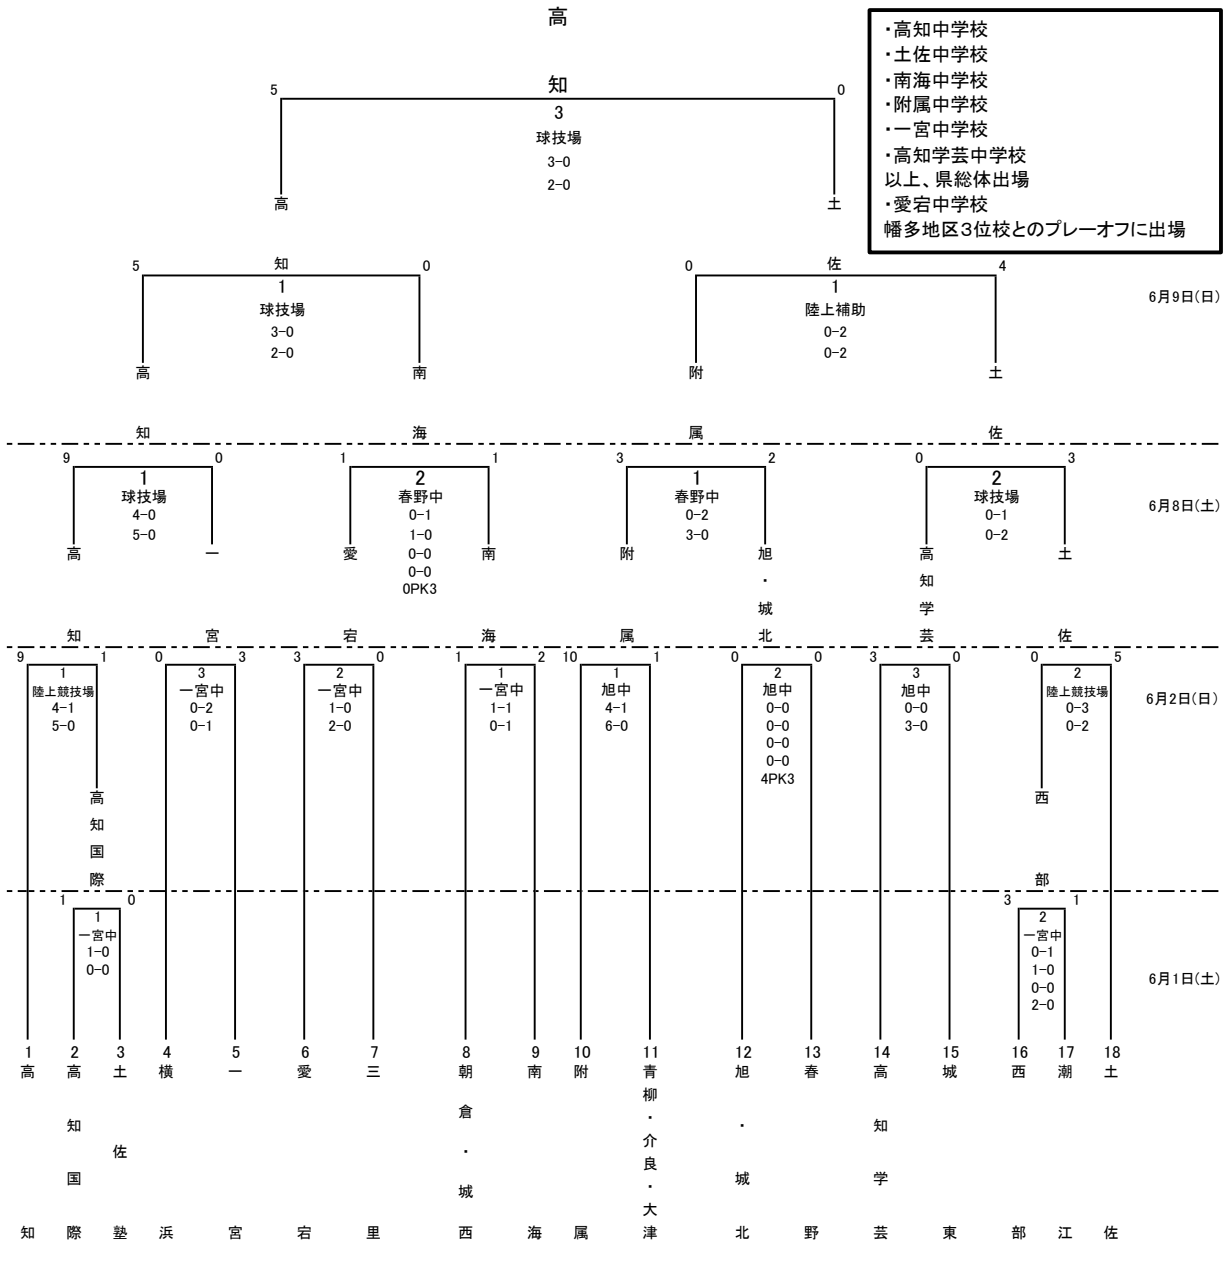 高知
・高知中学校
・土佐中学校
・南海中学校
・附属中学校
・一宮中学校
・高知学芸中学校
以上、県総体出場
・愛宕中学校
幡多地区３位校とのプレーオフに出場
5 0
3
球技場
3-0
2-0
高知 土佐
5 0 0 4
1 1
6月9日(日)
球技場 陸上補助
3-0 0-2
2-0 0-2
高知 南海 附属 土佐
9 0 1 1 3 2 0 3
1 2 1 2
球技場 春野中 春野中 球技場
6月8日(土)
4-0 0-1 0-2 0-1
5-0 1-0 3-0 0-2
0-0
0-0
0PK3
高知 一宮 愛宕 南海 附属 旭・城北 高知学芸 土佐
9 1 0 3 3 0 1 2 10 1 0 0 3 0 0 5
1 3 2 1 1 2 3 2
陸上競技場 一宮中 一宮中 一宮中 旭中 旭中 旭中 陸上競技場
6月2日(日)
4-1 0-2 1-0 1-1 4-1 0-0 0-0 0-3
5-0 0-1 2-0 0-1 6-0 0-0 3-0 0-2
0-0
0-0
4PK3
高知国際 西部
1 0 3 1
1 2
一宮中 一宮中
1-0 0-1
0-0 1-0
0-0
2-0
6月1日(土)
1 2 3 4 5 6 7 8 9 10 11 12 13 14 15 16 17 18
高知 高知国際 土佐塾 横浜 一宮 愛宕 三里 朝倉・城西 南海 附属 青柳・介良・大津 旭・城北 春野 高知学芸 城東 西部 潮江 土佐